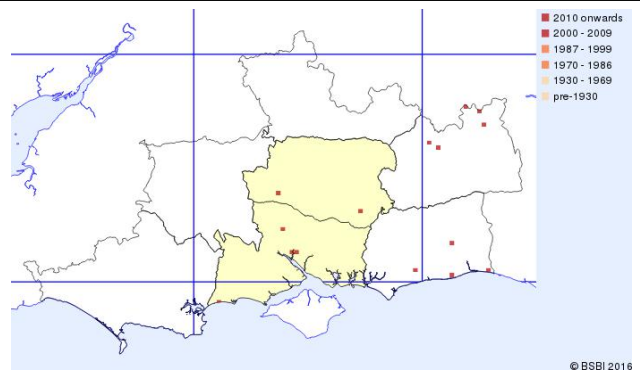 2010 onwards
2000 - 2009
1987 - 1999
1970 - 1986
1930 - 1969
pre-1930
© BSBI 2016